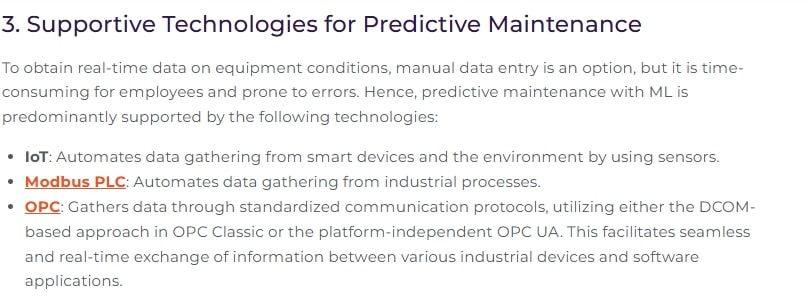 3. Supportive Technologies for Predictive Maintenance
To obtain real-time data on equipment conditions, manual data entry is an option, but it is time-
consuming for employees and prone to errors. Hence, predictive maintenance with ML is
predominantly supported by the following technologies:
• IoT: Automates data gathering from smart devices and the environment by using sensors.
• Modbus PLC: Automates data gathering from industrial processes.
• OPC: Gathers data through standardized communication protocols, utilizing either the DCOM-
based approach in OPC Classic or the platform-independent OPC UA. This facilitates seamless
and real-time exchange of information between various industrial devices and software
applications.